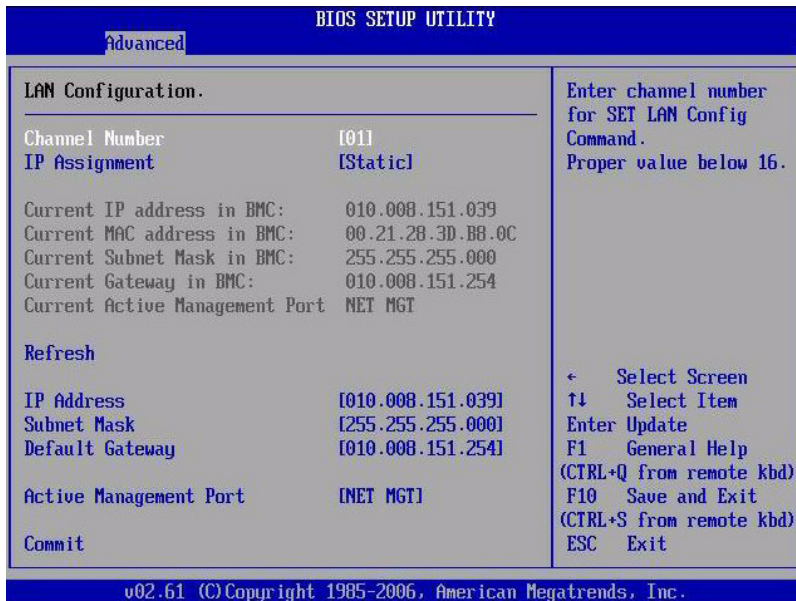 BIOS SETUP UTILITY
Advanced
LAN Configuration.
Channel Number [01]
IP Assignment [Static]
Current IP address in BMC: 010.008.151.039
Current MAC address in BMC: 00.21.28.3D.B8.0C
Current Subnet Mask in BMC: 255.255.255.000
Current Gateway in BMC: 010.008.151.254
Current Active Management Port NET MGT
Refresh
IP Address [010.008.151.039]
Subnet Mask [255.255.255.000]
Default Gateway [010.008.151.254]
Active Management Port [NET MGT]
Commit
Enter channel number
for SET LAN Config
Command.
Proper value below 16.
← Select Screen
↑↓ Select Item
Enter Update
F1 General Help
(CTRL+Q from remote kbd)
F10 Save and Exit
(CTRL+S from remote kbd)
ESC Exit
v02.61 (C)Copyright 1985-2006, American Megatrends, Inc.